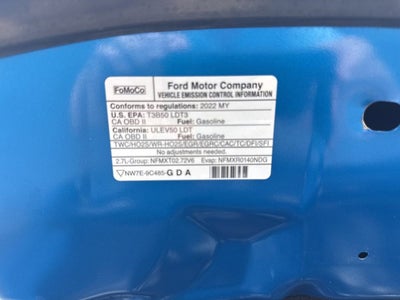 FoMoCo
Ford Motor Company
VEHICLE EMISSION CONTROL INFORMATION
Conforms to regulations: 2022 MY
U.S. EPA: T3B50 LDT3
CA OBD II Fuel: Gasoline
California: ULEV50 LDT
CA OBD II Fuel: Gasoline
TWC/HO2S/WR-HO2S/EGR/EGRC/CAC/TC/DFI/SFI
No adjustments needed.
2.7L-Group: NFMXT02.72V6 Evap: NFMXR0140NDG
NW7E-9C485-GDA